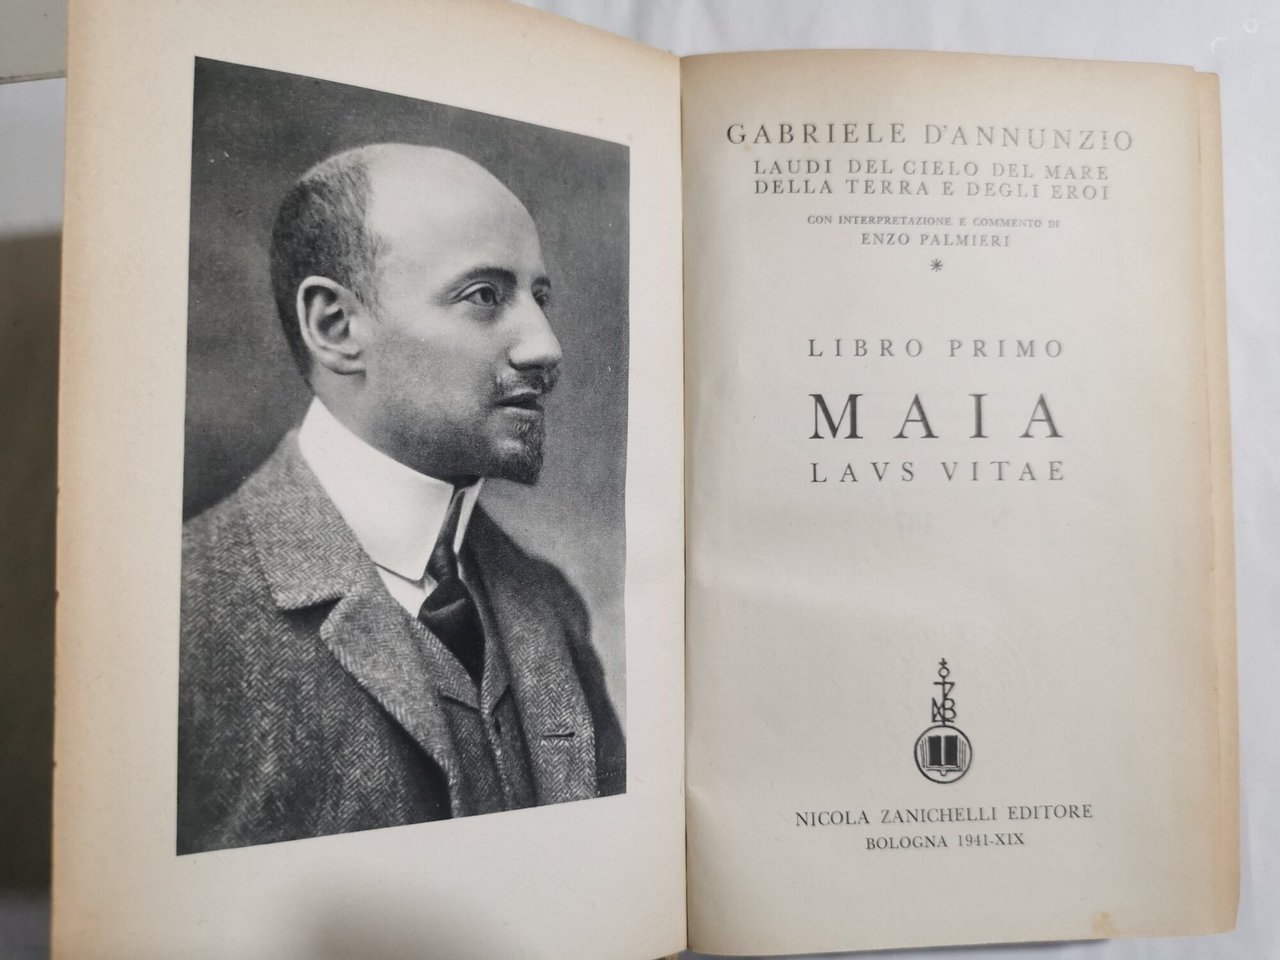 GABRIELE D'ANNUNZIO
LAUDI DEL CIELO DEL MARE
DELLA TERRA E DEGLI EROI
CON INTERPRETAZIONE E COMMENTO DI
ENZO PALMIERI
*
LIBRO PRIMO
MAIA
LAVS VITAE
NICOLA ZANICHELLI EDITORE
BOLOGNA 1941-XIX